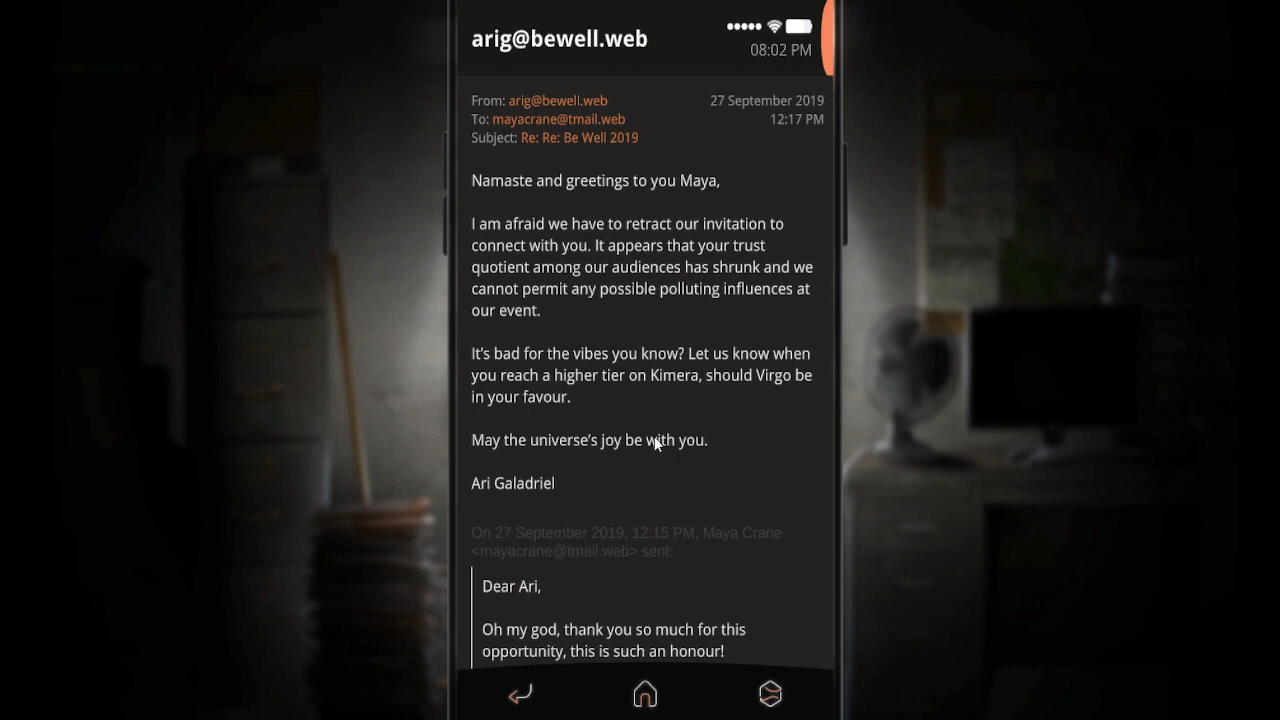 arig@bewell.web
08:02 PM
From: arig@bewell.web 27 September 2019
To: mayacrane@tmail.web 12:17 PM
Subject: Re: Re: Be Well 2019
Namaste and greetings to you Maya,
I am afraid we have to retract our invitation to
connect with you. It appears that your trust
quotient among our audiences has shrunk and we
cannot permit any possible polluting influences at
our event.
It's bad for the vibes you know? Let us know when
you reach a higher tier on Kimera, should Virgo be
in your favour.
May the universe's joy be with you.
Ari Galadriel
On 27 September 2019, 12:15 PM, Maya Crane
<mayacrane@tmail.web> sent:
Dear Ari,
Oh my god, thank you so much for this
opportunity, this is such an honour!